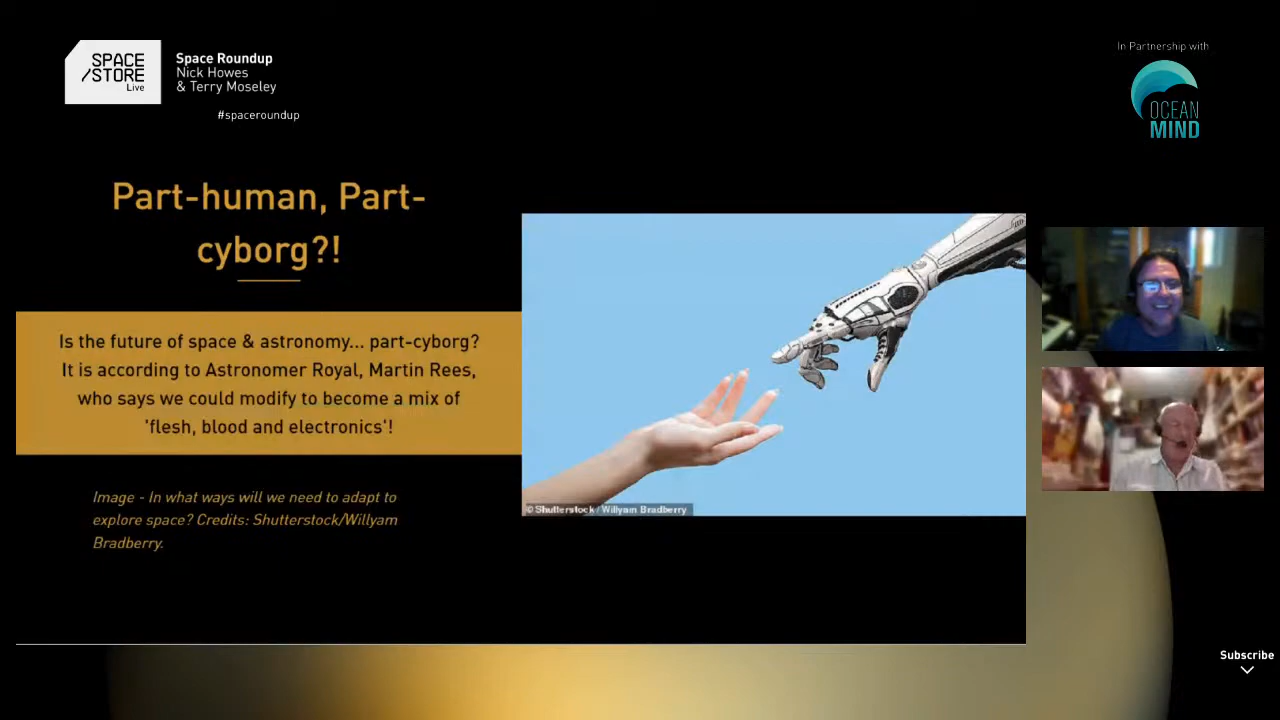 SPACE
/STORE
Live
Space Roundup
Nick Howes
& Terry Moseley
#spaceroundup
In Partnership with
OCEAN
MIND
Part-human, Part-
cyborg?!
Is the future of space & astronomy... part-cyborg?
It is according to Astronomer Royal, Martin Rees,
who says we could modify to become a mix of
'flesh, blood and electronics'!
Image - In what ways will we need to adapt to
explore space? Credits: Shutterstock/Willyam
Bradberry.
© Shutterstock / Willyam Bradberry
Subscribe